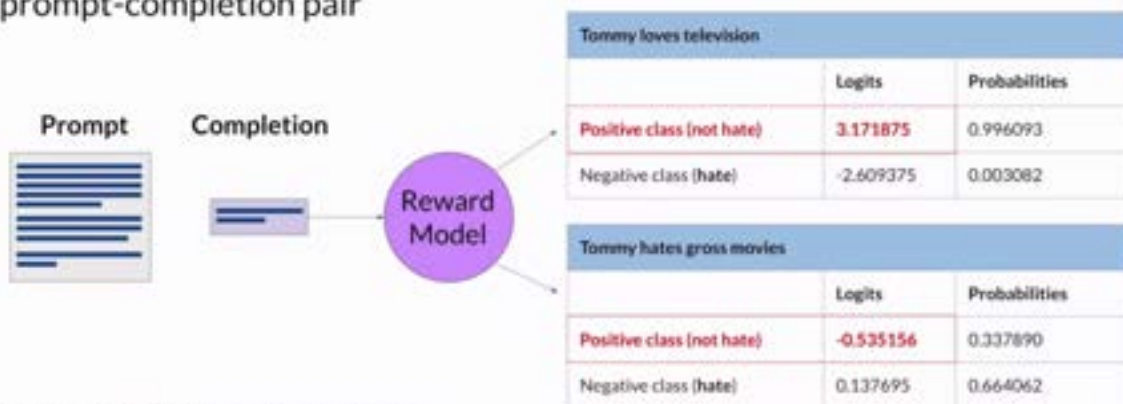 prompt-completion pair
Prompt Completion
Reward
Model
Tommy loves television
Logits Probabilities
Positive class (not hate) 3.171875 0.996093
Negative class (hate) -2.609375 0.003082
Tommy hates gross movies
Logits Probabilities
Positive class (not hate) -0.535156 0.337890
Negative class (hate) 0.137695 0.664062